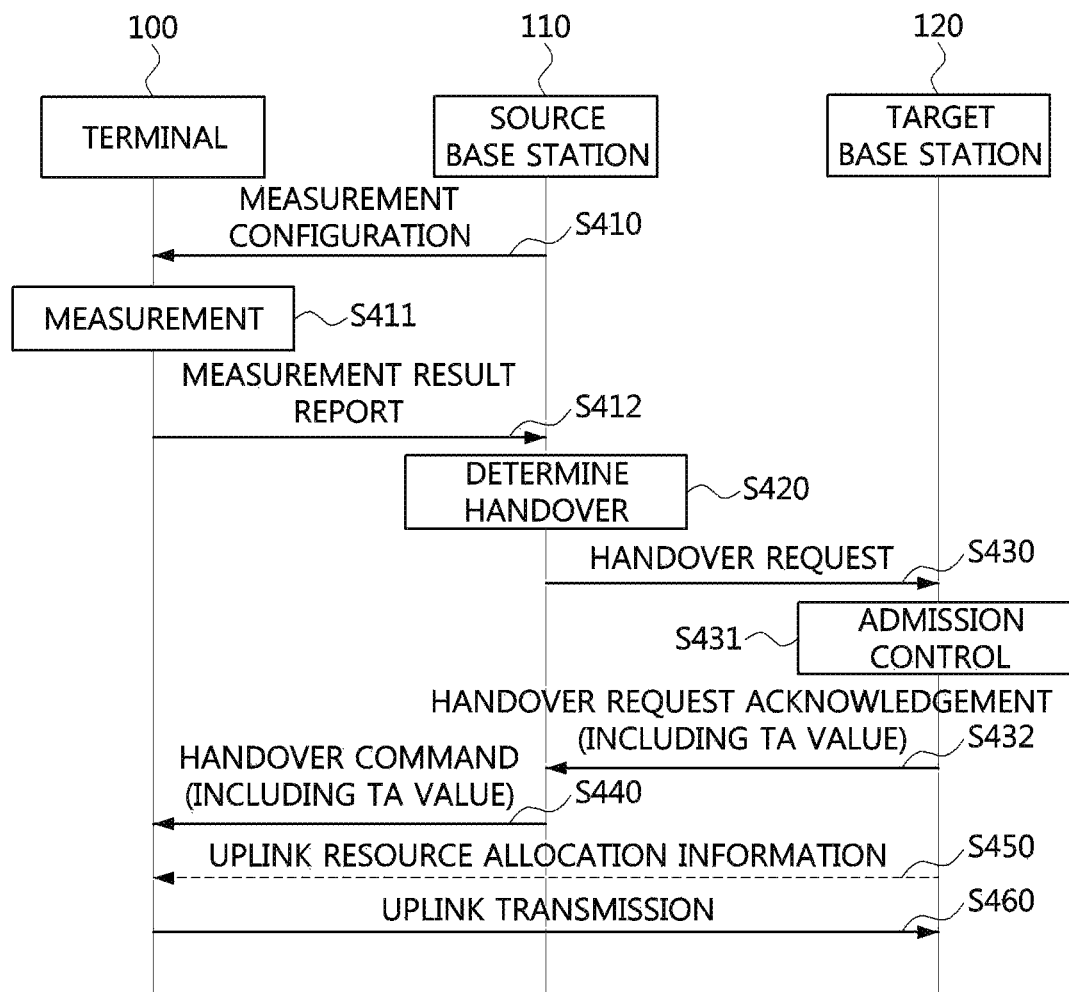 100
110
120
TERMINAL
SOURCE
BASE STATION
TARGET
BASE STATION
MEASUREMENT
CONFIGURATION
S410
MEASUREMENT
S411
MEASUREMENT RESULT
REPORT
S412
DETERMINE
HANDOVER
S420
HANDOVER REQUEST
S430
ADMISSION
CONTROL
S431
HANDOVER REQUEST ACKNOWLEDGEMENT
(INCLUDING TA VALUE)
S432
HANDOVER COMMAND
(INCLUDING TA VALUE)
S440
UPLINK RESOURCE ALLOCATION INFORMATION
S450
UPLINK TRANSMISSION
S460